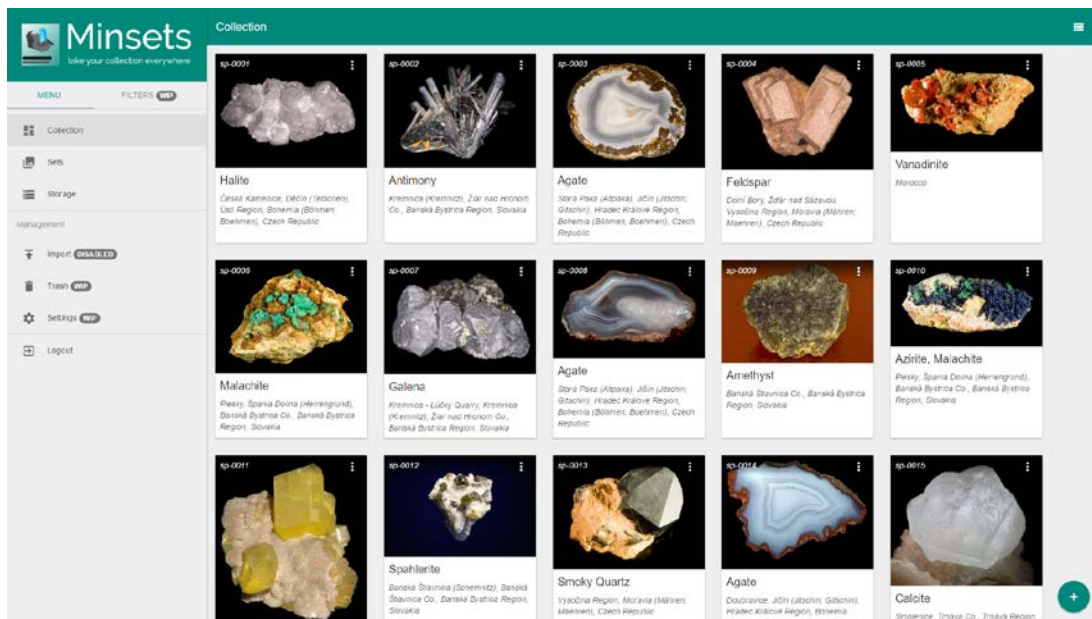 Minsets
take your collection everywhere
Collection
MENU
FILTERS WIP
Collection
Sets
Storage
Management
Import DISABLED
Trash WIP
Settings WIP
Logout
sp-0001
Halite
Česká Kamenice, Děčín (Tetschen),
Ústí Region, Bohemia (Böhmen;
Boehmen), Czech Republic
sp-0002
Antimony
Kremnica (Kremnitz), Žiar nad Hronom
Co., Banská Bystrica Region, Slovakia
sp-0003
Agate
Stará Paka (Altpaka), Jičín (Jitschin;
Gitschin), Hradec Králové Region,
Bohemia (Böhmen; Boehmen), Czech
Republic
sp-0004
Feldspar
Dolní Bory, Žďár nad Sázavou,
Vysočina Region, Moravia (Mähren;
Maehren), Czech Republic
sp-0005
Vanadinite
Morocco
sp-0006
Malachite
Piesky, Špania Dolina (Herrengrund),
Banská Bystrica Co., Banská Bystrica
Region, Slovakia
sp-0007
Galena
Kremnica - Lúčky Quarry, Kremnica
(Kremnitz), Žiar nad Hronom Co.,
Banská Bystrica Region, Slovakia
sp-0008
Agate
Stará Paka (Altpaka), Jičín (Jitschin;
Gitschin), Hradec Králové Region,
Bohemia (Böhmen; Boehmen), Czech
Republic
sp-0009
Amethyst
Banská Štiavnica Co., Banská Bystrica
Region, Slovakia
sp-0010
Azirite, Malachite
Piesky, Špania Dolina (Herrengrund),
Banská Bystrica Co., Banská Bystrica
Region, Slovakia
sp-0011
sp-0012
Spahlerite
Banská Štiavnica (Schemnitz), Banská
Štiavnica Co., Banská Bystrica Region,
Slovakia
sp-0013
Smoky Quartz
Vysočina Region, Moravia (Mähren;
Maehren), Czech Republic
sp-0014
Agate
Doubravice, Jičín (Jitschin; Gitschin),
Hradec Králové Region, Bohemia
sp-0015
Calcite
Smolenice, Trnava Co., Trnava Region,